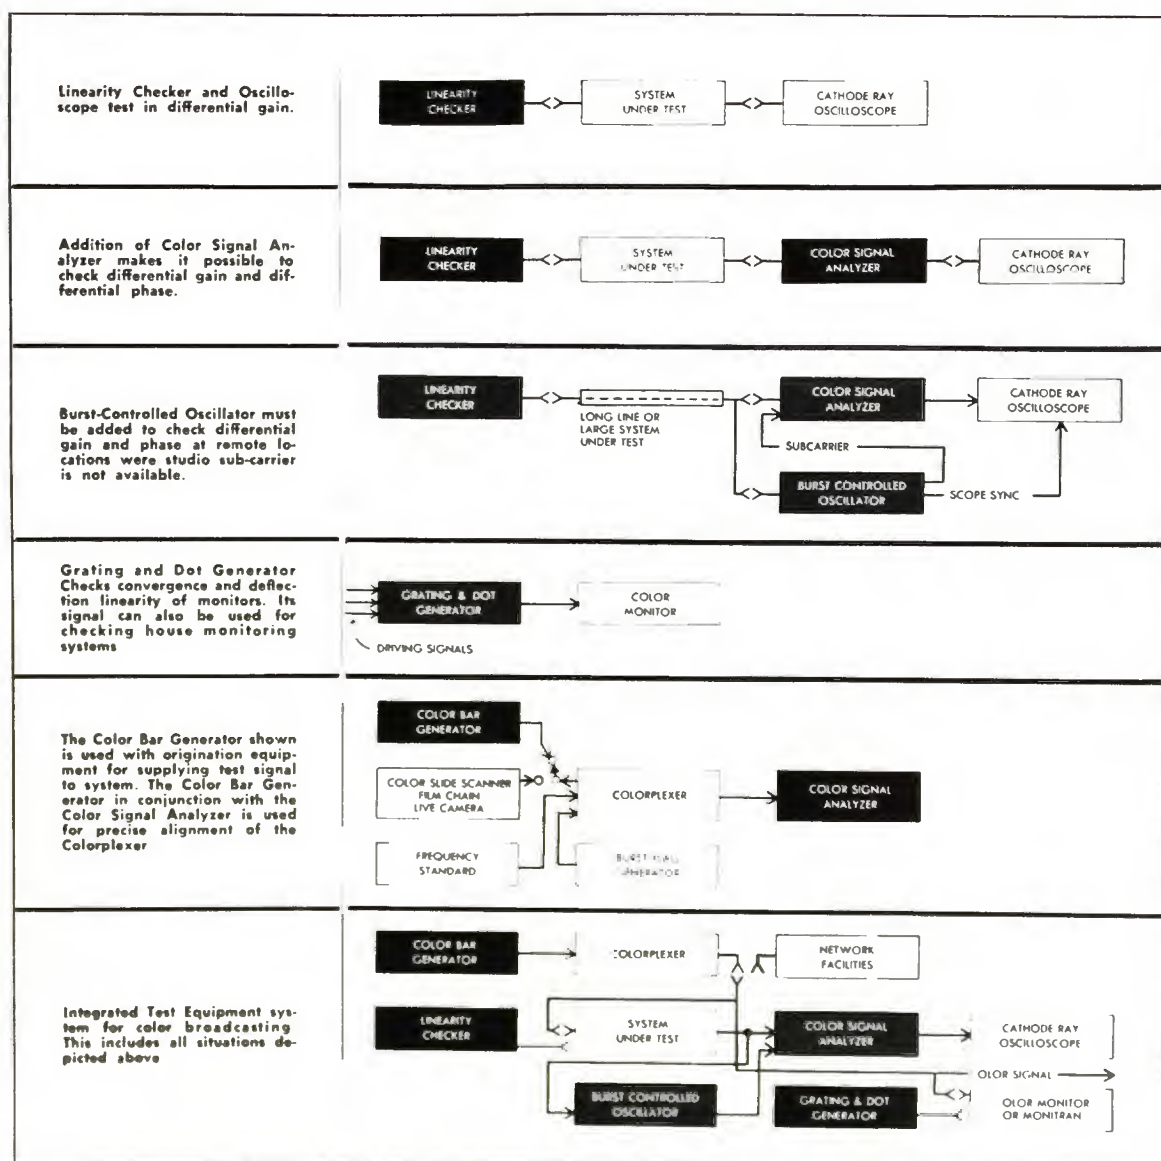 Linearity Checker and Oscillo-
scope test in differential gain.
LINEARITY
CHECKER
SYSTEM
UNDER TEST
CATHODE RAY
OSCILLOSCOPE
Addition of Color Signal An-
alyzer makes it possible to
check differential gain and dif-
ferential phase.
LINEARITY
CHECKER
SYSTEM
UNDER TEST
COLOR SIGNAL
ANALYZER
CATHODE RAY
OSCILLOSCOPE
Burst-Controlled Oscillator must
be added to check differential
gain and phase at remote lo-
cations were studio sub-carrier
is not available.
LINEARITY
CHECKER
LONG LINE OR
LARGE SYSTEM
UNDER TEST
COLOR SIGNAL
ANALYZER
CATHODE RAY
OSCILLOSCOPE
SUBCARRIER
BURST CONTROLLED
OSCILLATOR
SCOPE SYNC
Grating and Dot Generator
Checks convergence and deflec-
tion linearity of monitors. Its
signal can also be used for
checking house monitoring
systems
GRATING & DOT
GENERATOR
COLOR
MONITOR
DRIVING SIGNALS
The Color Bar Generator shown
is used with origination equip-
ment for supplying test signal
to system. The Color Bar Gen-
erator in conjunction with the
Color Signal Analyzer is used
for precise alignment of the
Colorplexer
COLOR BAR
GENERATOR
COLOR SLIDE SCANNER
FILM CHAIN
LIVE CAMERA
COLORPLEXER
COLOR SIGNAL
ANALYZER
FREQUENCY
STANDARD
BURST
GENERATOR
Integrated Test Equipment sys-
tem for color broadcasting
This includes all situations de-
picted above
COLOR BAR
GENERATOR
COLORPLEXER
NETWORK
FACILITIES
LINEARITY
CHECKER
SYSTEM
UNDER TEST
COLOR SIGNAL
ANALYZER
CATHODE RAY
OSCILLOSCOPE
OLOR SIGNAL
BURST CONTROLLED
OSCILLATOR
GRATING & DOT
GENERATOR
OLOR MONITOR
OR MONITRAN